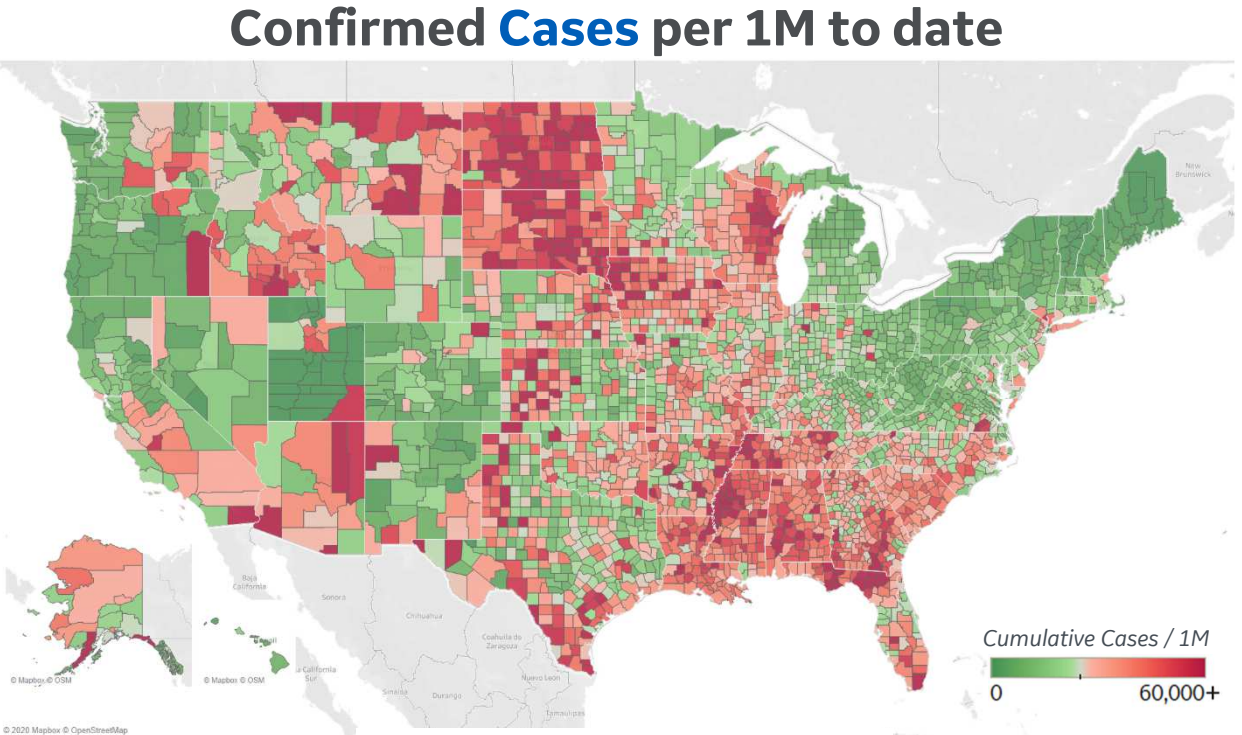 Confirmed Cases per 1M to date
New
Brunswick
Baja
California
Sonora
Chihuahua
Coahuila de
Zaragoza
Nuevo León
Sinaloa
Durango
Tamaulipas
a California
Sur
© Mapbox © OSM
© Mapbox © OSM
Cumulative Cases / 1M
0
60,000+
© 2020 Mapbox © OpenStreetMap